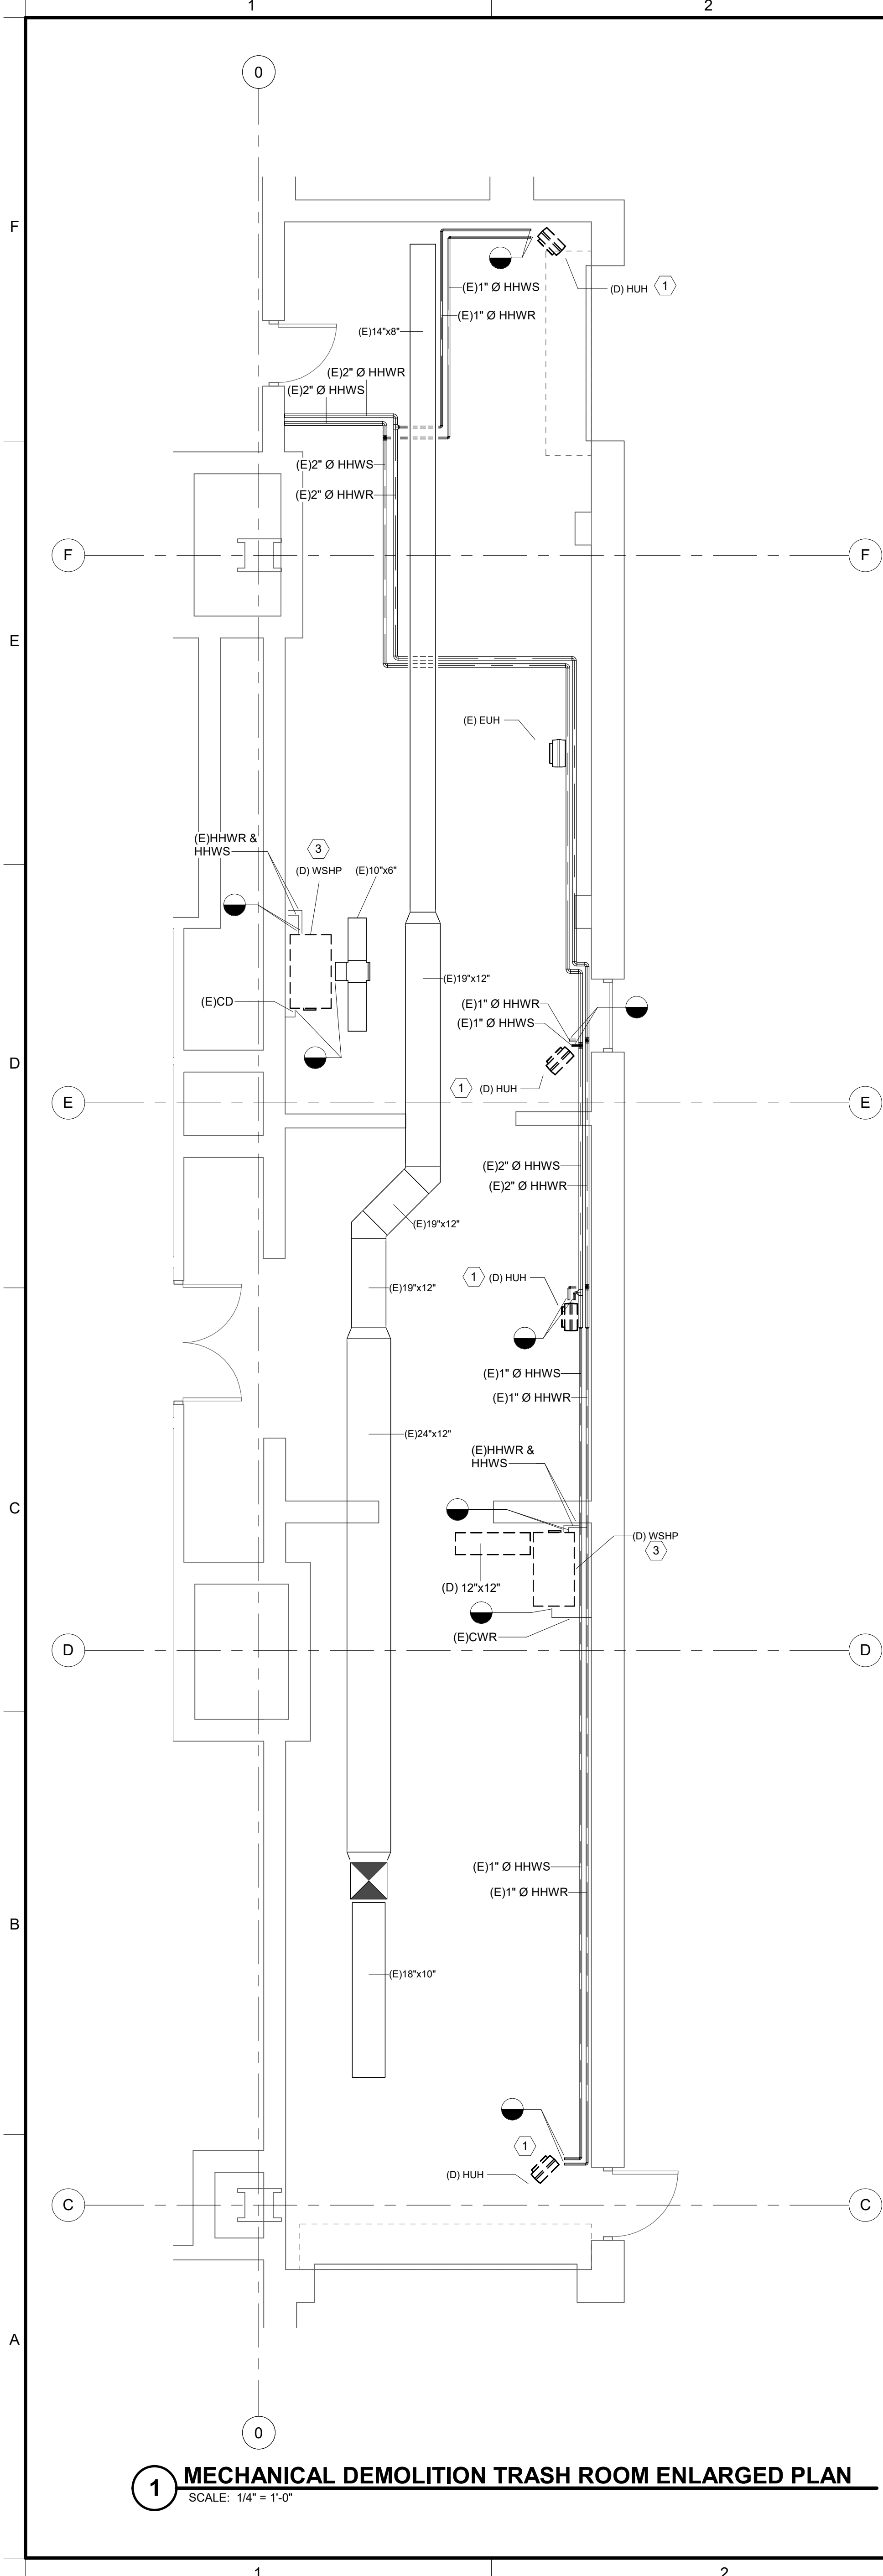 1
2
0
F
(E)1" Ø HHWS
(D) HUH
1
(E)1" Ø HHWR
(E)14"x8"
(E)2" Ø HHWR
(E)2" Ø HHWS
(E)2" Ø HHWS
(E)2" Ø HHWR
F
F
E
(E) EUH
(E)HHWR &
HHWS
3
(D) WSHP
(E)10"x6"
(E)19"x12"
(E)CD
(E)1" Ø HHWR
(E)1" Ø HHWS
D
1
(D) HUH
E
E
(E)2" Ø HHWS
(E)2" Ø HHWR
(E)19"x12"
1
(D) HUH
(E)19"x12"
(E)1" Ø HHWS
(E)1" Ø HHWR
(E)24"x12"
(E)HHWR &
HHWS
C
(D) WSHP
3
(D) 12"x12"
(E)CWR
D
D
(E)1" Ø HHWS
(E)1" Ø HHWR
B
(E)18"x10"
1
(D) HUH
C
C
A
0
1
MECHANICAL DEMOLITION TRASH ROOM ENLARGED PLAN
SCALE: 1/4" = 1'-0"
1
2